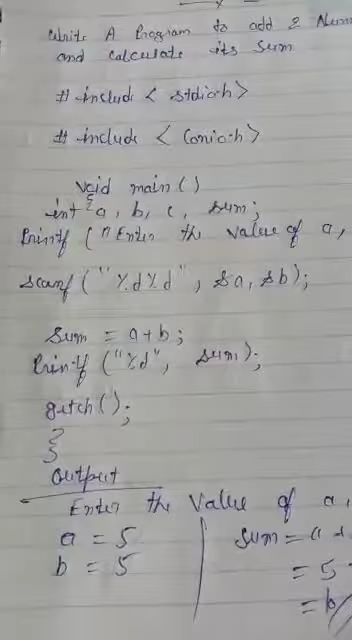 Write A Program to add 2 Num
and calculate its sum
# include < stdio.h>
# include < conio.h>
void main()
{
int a, b, c, sum;
printf ("Enter the value of a,
scanf ("%d%d", &a, &b);
sum = a+b;
printf ("%d", sum);
getch();
}
Output
Enter the value of a,
a = 5
b = 5
sum = a +
= 5